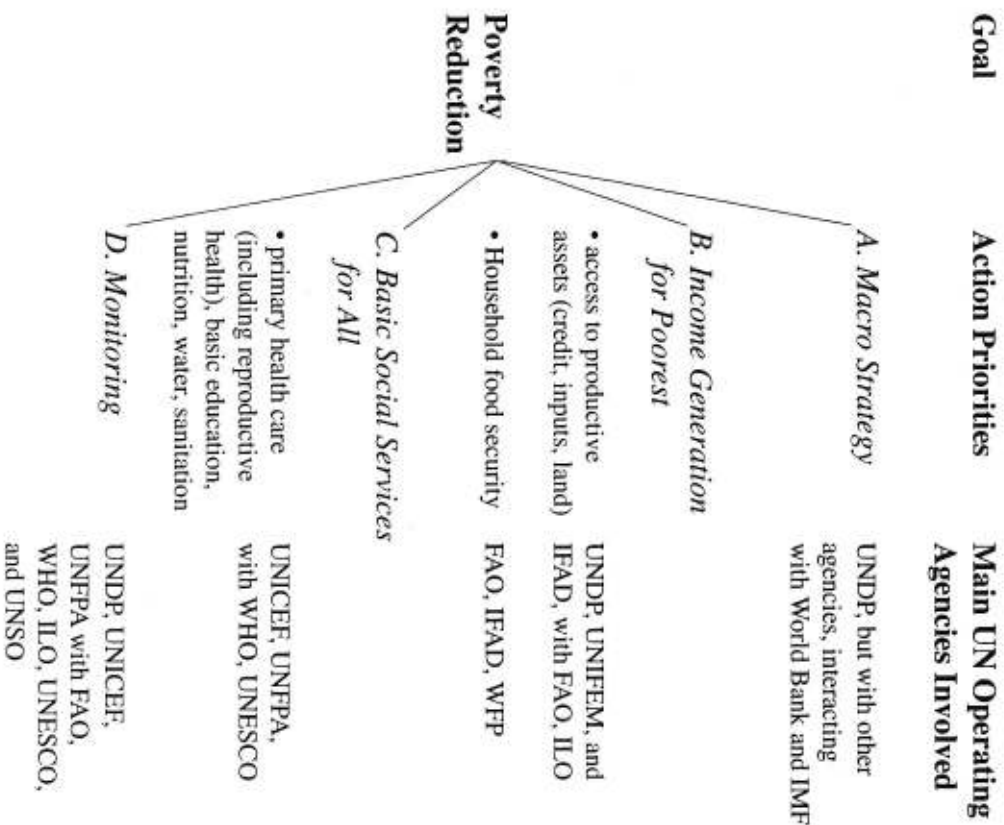 Goal
Action Priorities
Main UN Operating
Agencies Involved
Poverty
Reduction
A. Macro Strategy
UNDP, but with other
agencies, interacting
with World Bank and IMF
B. Income Generation
for Poorest
• access to productive
assets (credit, inputs, land)
UNDP, UNIFEM, and
IFAD, with FAO, ILO
• Household food security
FAO, IFAD, WFP
C. Basic Social Services
for All
• primary health care
(including reproductive
health), basic education,
nutrition, water, sanitation
UNICEF, UNFPA,
with WHO, UNESCO
D. Monitoring
UNDP, UNICEF,
UNFPA with FAO,
WHO, ILO, UNESCO,
and UNSO